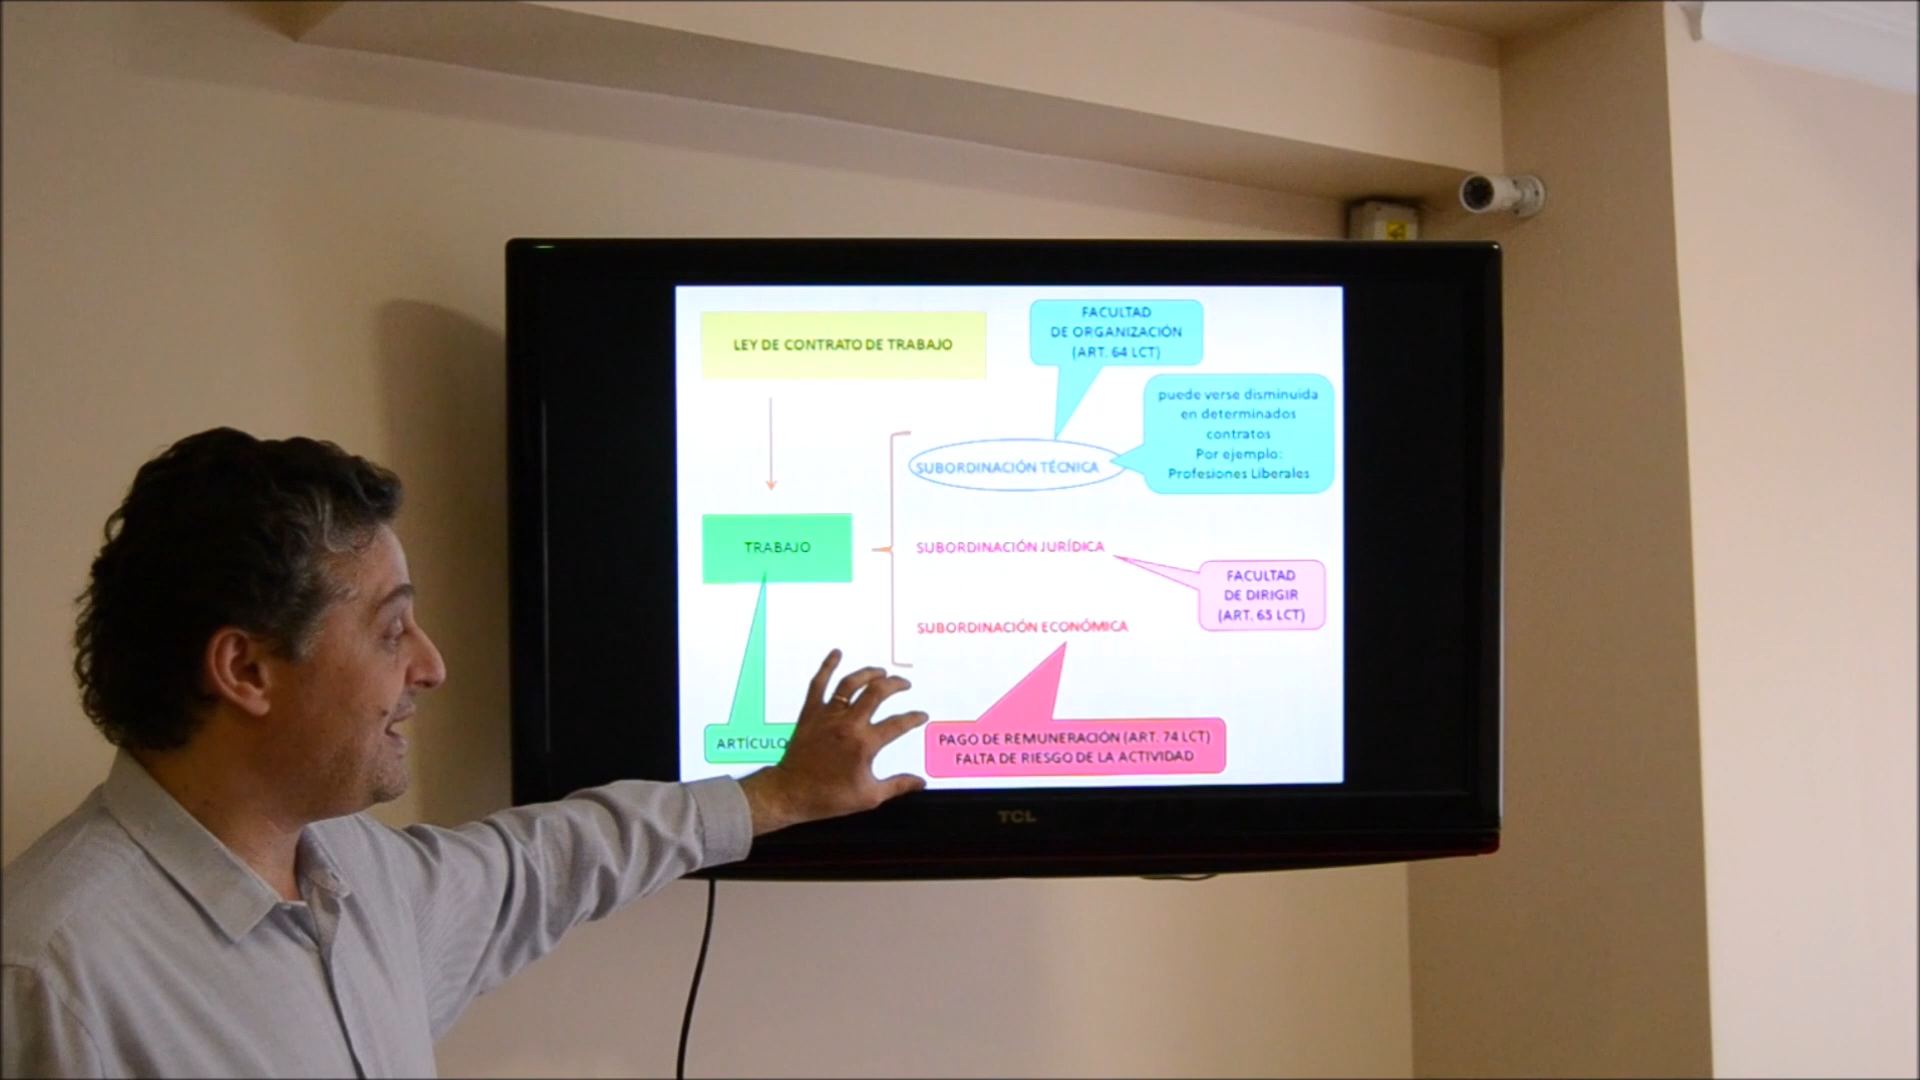 LEY DE CONTRATO DE TRABAJO
FACULTAD
DE ORGANIZACIÓN
(ART. 64 LCT)
puede verse disminuida
en determinados
contratos
Por ejemplo:
Profesiones Liberales
SUBORDINACIÓN TÉCNICA
TRABAJO
SUBORDINACIÓN JURÍDICA
FACULTAD
DE DIRIGIR
(ART. 65 LCT)
SUBORDINACIÓN ECONÓMICA
ARTÍCULO
PAGO DE REMUNERACIÓN (ART. 74 LCT)
FALTA DE RIESGO DE LA ACTIVIDAD
TCL